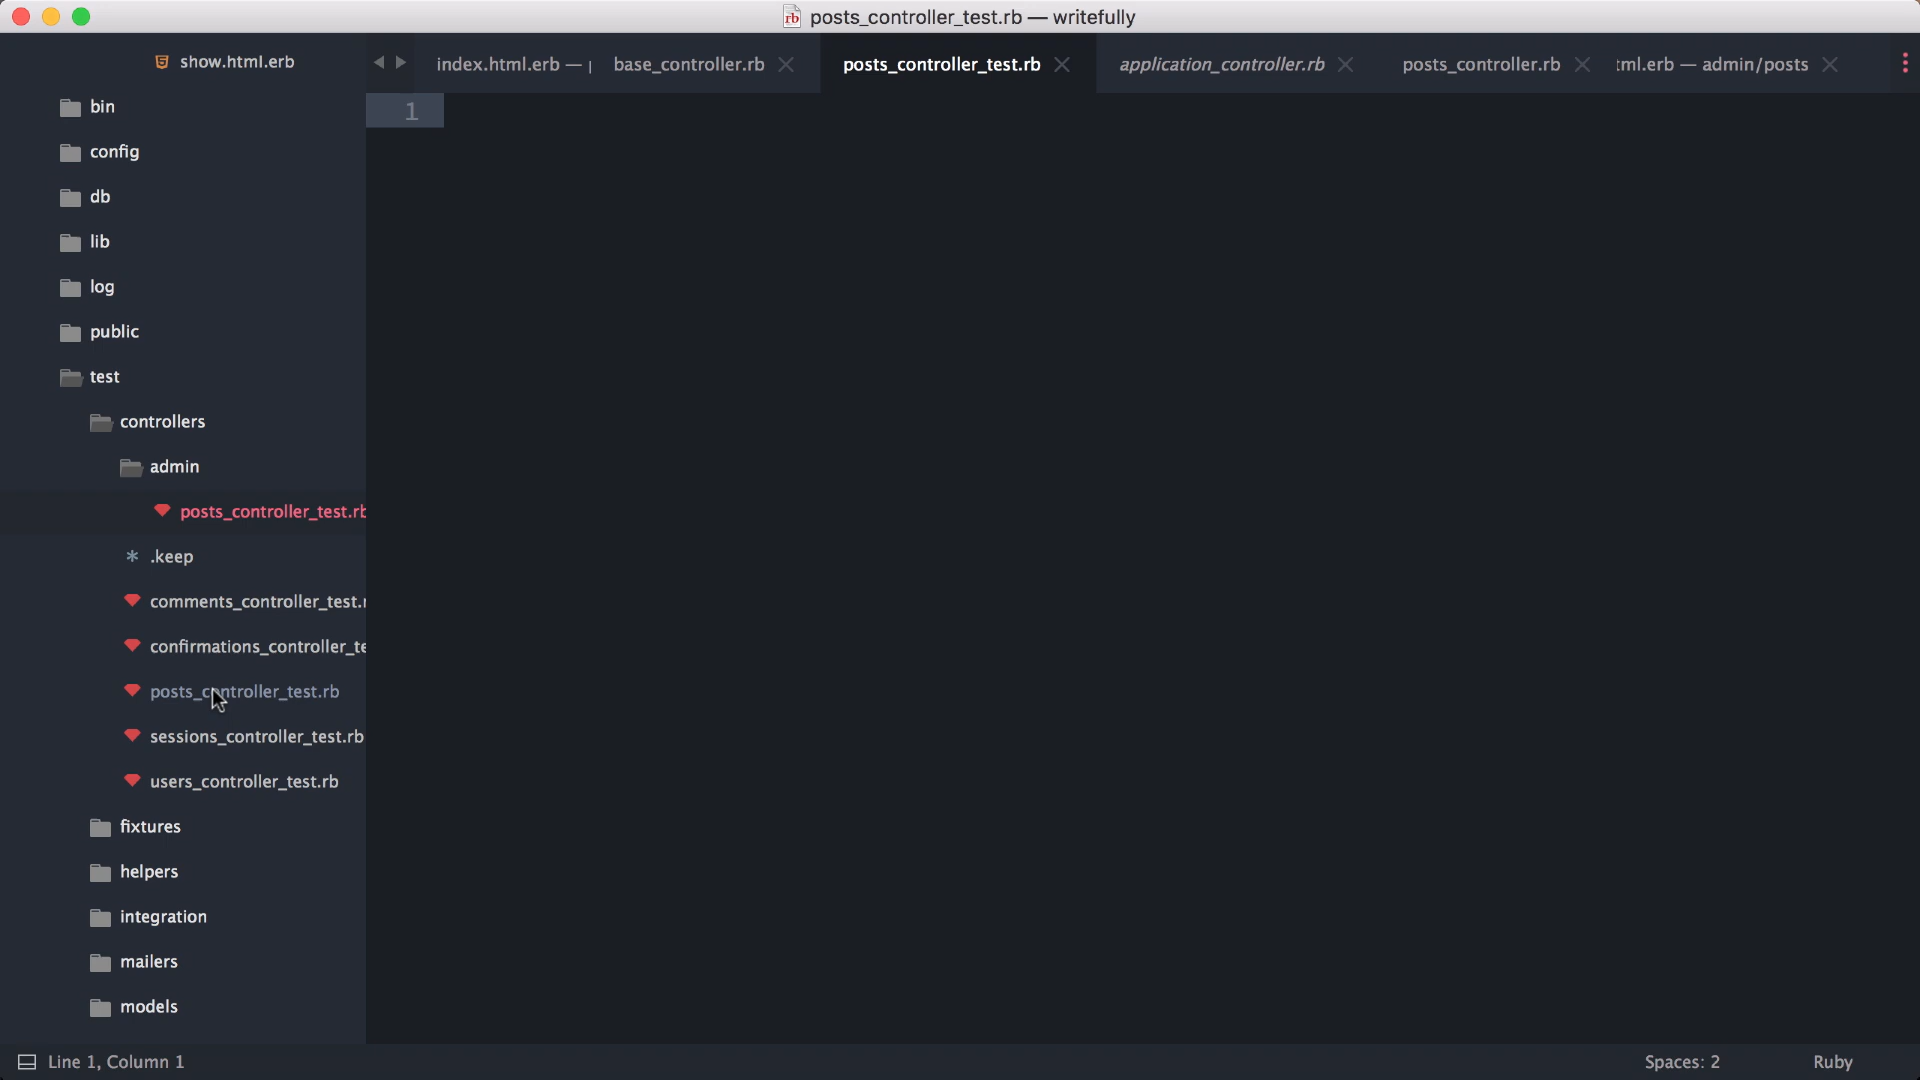 rb posts_controller_test.rb — writefully
show.html.erb
index.html.erb —
base_controller.rb
posts_controller_test.rb
application_controller.rb
posts_controller.rb
ml.erb — admin/posts
1
bin
config
db
lib
log
public
test
controllers
admin
posts_controller_test.rb
.keep
comments_controller_test.r
confirmations_controller_te
posts_controller_test.rb
sessions_controller_test.rb
users_controller_test.rb
fixtures
helpers
integration
mailers
models
Line 1, Column 1
Spaces: 2
Ruby